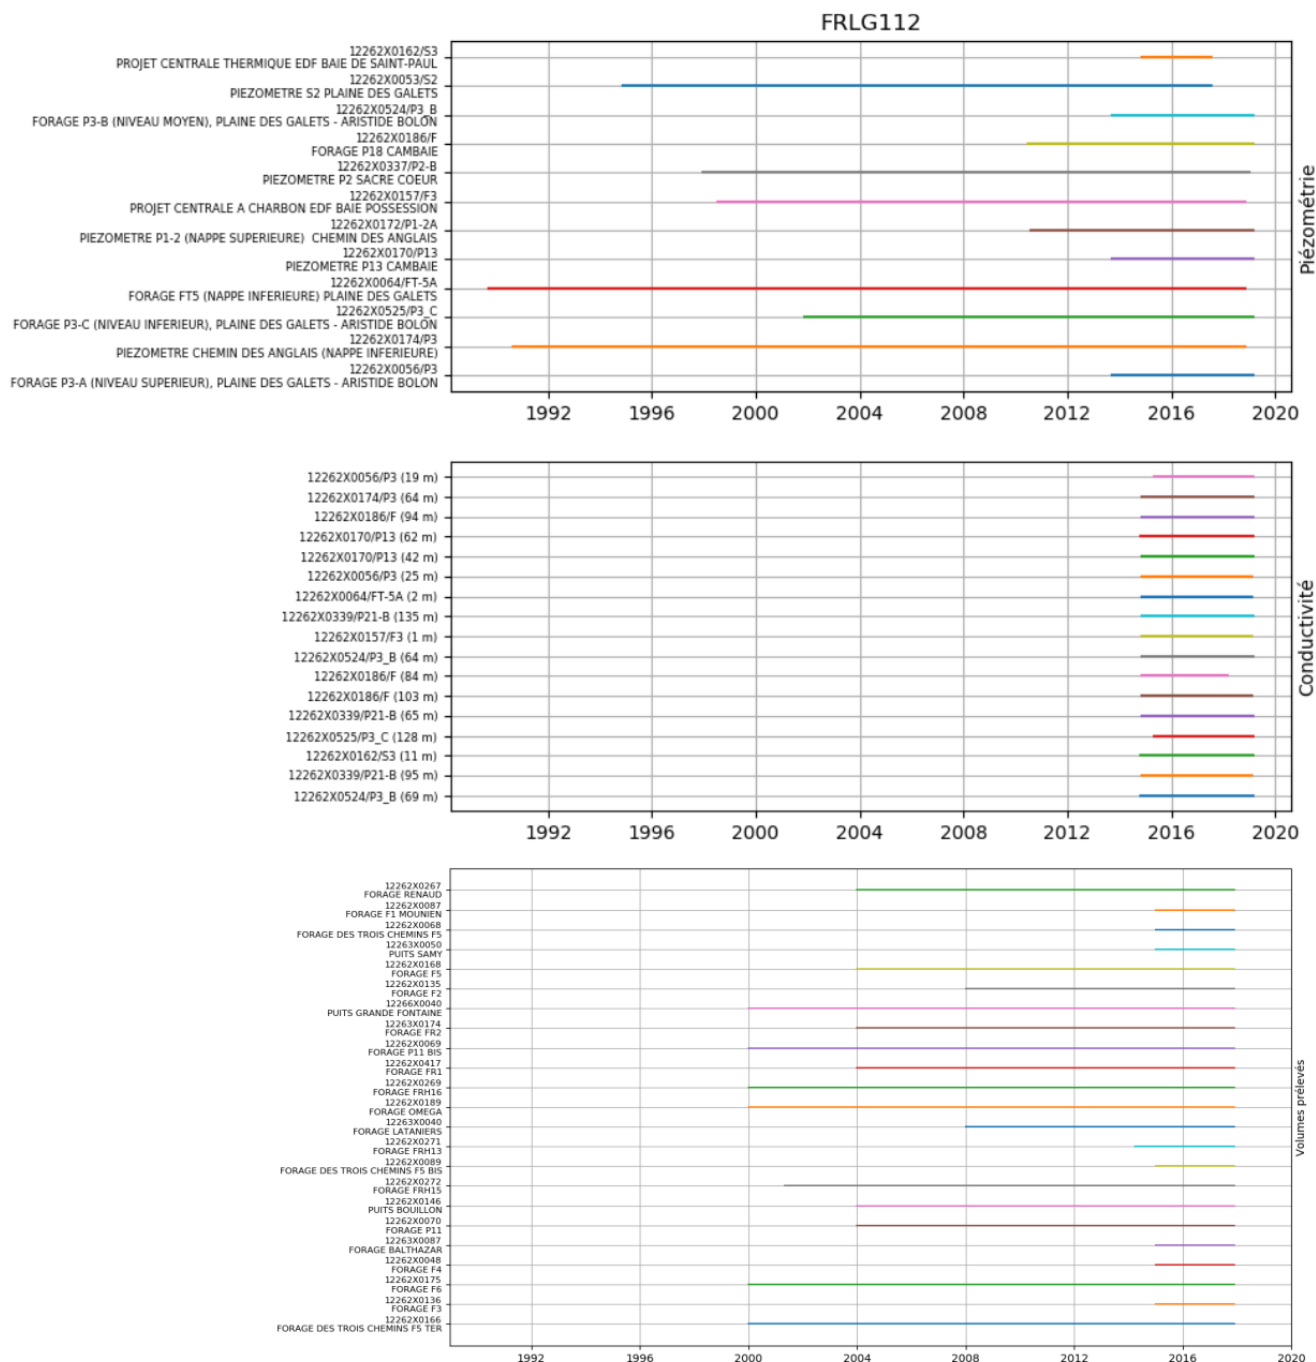 FRLG112
12262X0162/S3
PROJET CENTRALE THERMIQUE EDF BAIE DE SAINT-PAUL
12262X0053/S2
PIEZOMETRE S2 PLAINE DES GALETS
12262X0524/P3_B
FORAGE P3-B (NIVEAU MOYEN), PLAINE DES GALETS - ARISTIDE BOLON
12262X0186/F
FORAGE P18 CAMBAIE
12262X0337/P2-B
PIEZOMETRE P2 SACRE COEUR
12262X0157/F3
PROJET CENTRALE A CHARBON EDF BAIE POSSESSION
12262X0172/P1-2A
PIEZOMETRE P1-2 (NAPPE SUPERIEURE) CHEMIN DES ANGLAIS
12262X0170/P13
PIEZOMETRE P13 CAMBAIE
12262X0064/FT-5A
FORAGE FT5 (NAPPE INFERIEURE) PLAINE DES GALETS
12262X0525/P3_C
FORAGE P3-C (NIVEAU INFERIEUR), PLAINE DES GALETS - ARISTIDE BOLON
12262X0174/P3
PIEZOMETRE CHEMIN DES ANGLAIS (NAPPE INFERIEURE)
12262X0056/P3
FORAGE P3-A (NIVEAU SUPERIEUR), PLAINE DES GALETS - ARISTIDE BOLON
Piézométrie
1992 1996 2000 2004 2008 2012 2016 2020
12262X0056/P3 (19 m)
12262X0174/P3 (64 m)
12262X0186/F (94 m)
12262X0170/P13 (62 m)
12262X0170/P13 (42 m)
12262X0056/P3 (25 m)
12262X0064/FT-5A (2 m)
12262X0339/P21-B (135 m)
12262X0157/F3 (1 m)
12262X0524/P3_B (64 m)
12262X0186/F (84 m)
12262X0186/F (103 m)
12262X0339/P21-B (65 m)
12262X0525/P3_C (128 m)
12262X0162/S3 (11 m)
12262X0339/P21-B (95 m)
12262X0524/P3_B (69 m)
Conductivité
1992 1996 2000 2004 2008 2012 2016 2020
12262X0267
FORAGE RENAUD
12262X0087
FORAGE F1 MOUNIEN
12262X0068
FORAGE DES TROIS CHEMINS F5
12263X0050
PUITS SAMY
12262X0168
FORAGE F5
12262X0135
FORAGE F2
12266X0040
PUITS GRANDE FONTAINE
12263X0174
FORAGE FR2
12262X0069
FORAGE P11 BIS
12262X0417
FORAGE FR1
12262X0269
FORAGE FRH16
12262X0189
FORAGE OMEGA
12263X0040
FORAGE LATANIERS
12262X0271
FORAGE FRH13
12262X0089
FORAGE DES TROIS CHEMINS F5 BIS
12262X0272
FORAGE FRH15
12262X0146
PUITS BOUILLON
12262X0070
FORAGE P11
12263X0087
FORAGE BALTHAZAR
12262X0048
FORAGE F4
12262X0175
FORAGE F6
12262X0136
FORAGE F3
12262X0166
FORAGE DES TROIS CHEMINS F5 TER
Volumes prélevés
1992 1996 2000 2004 2008 2012 2016 2020